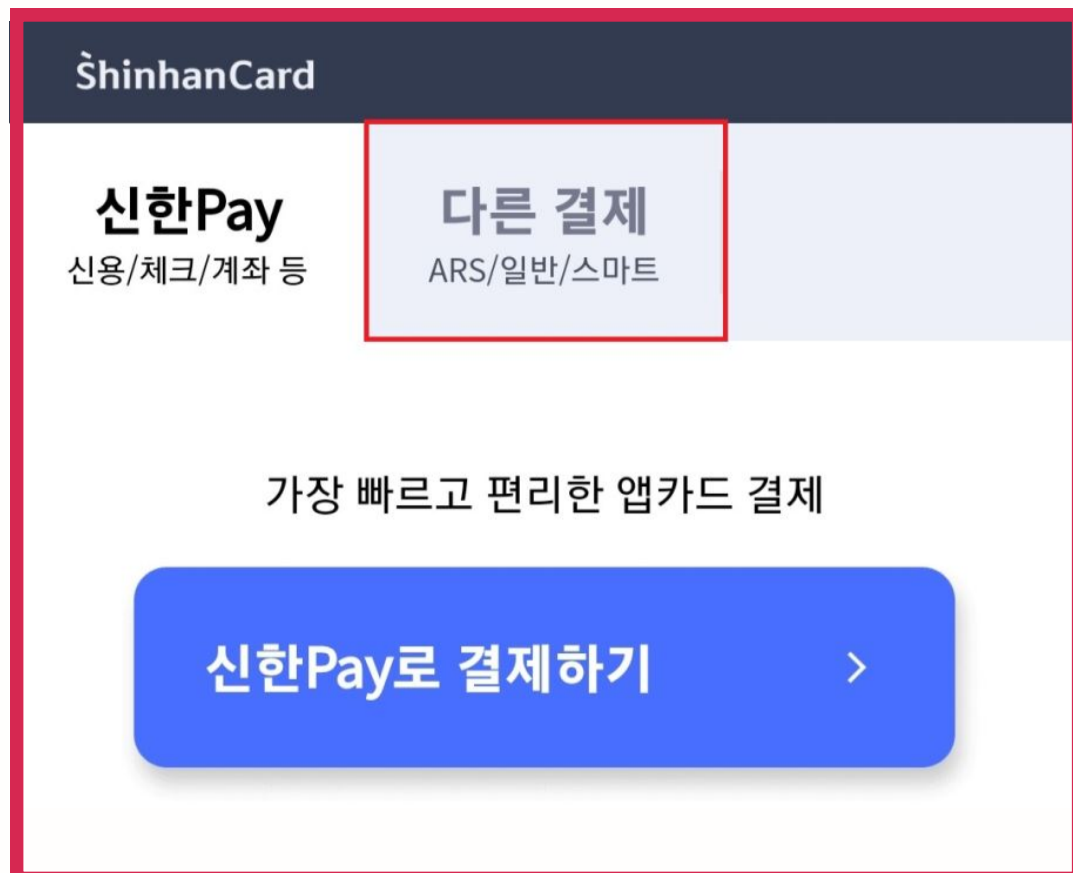 ShinhanCard
신한Pay
신용/체크/계좌 등
다른 결제
ARS/일반/스마트
가장 빠르고 편리한 앱카드 결제
신한Pay로 결제하기